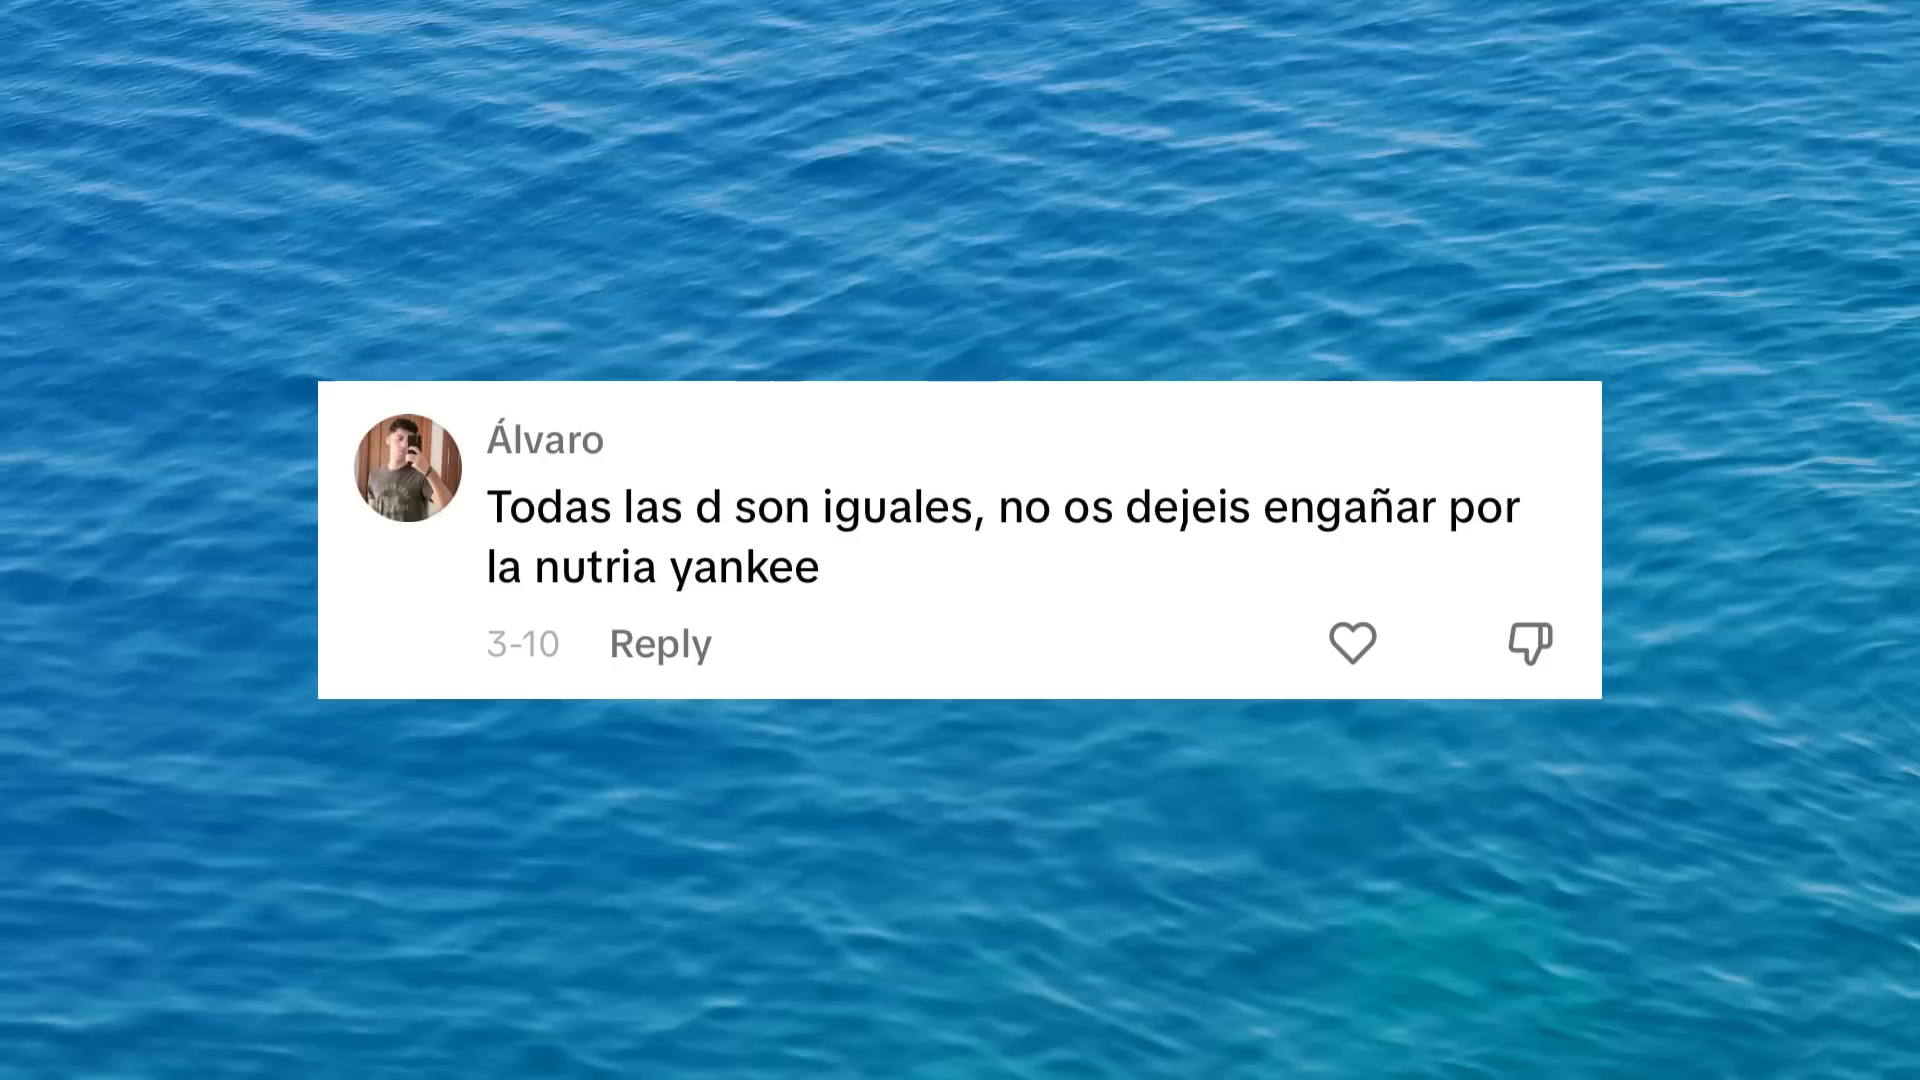 Álvaro
Todas las d son iguales, no os dejeis engañar por
la nutria yankee
3-10 Reply